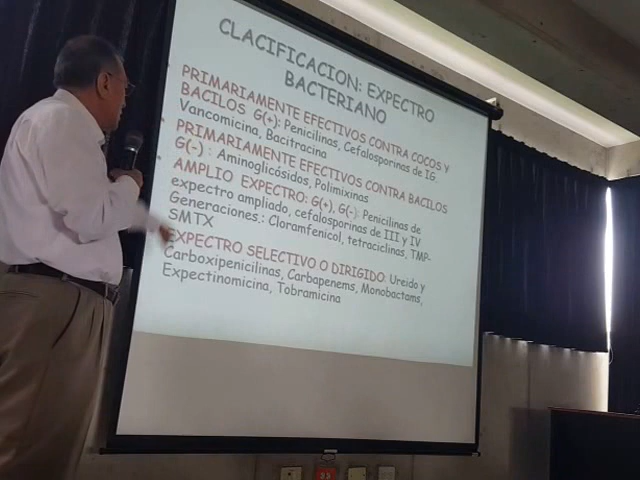 CLACIFICACION: EXPECTRO
BACTERIANO
PRIMARIAMENTE EFECTIVOS CONTRA COCOS Y
BACILOS G(+): Penicilinas, Cefalosporinas de IG
Vancomicina, Bacitracina
PRIMARIAMENTE EFECTIVOS CONTRA BACILOS
G(-) : Aminoglicósidos, Polimixinas
AMPLIO EXPECTRO: G(+), G(-): Penicilinas de
expectro ampliado, cefalosporinas de III y IV
Generaciones.: Cloramfenicol, tetraciclinas, TMP-
SMTX
EXPECTRO SELECTIVO O DIRIGIDO: Ureido y
Carboxipenicilinas, Carbapenems, Monobactams,
Expectinomicina, Tobramicina